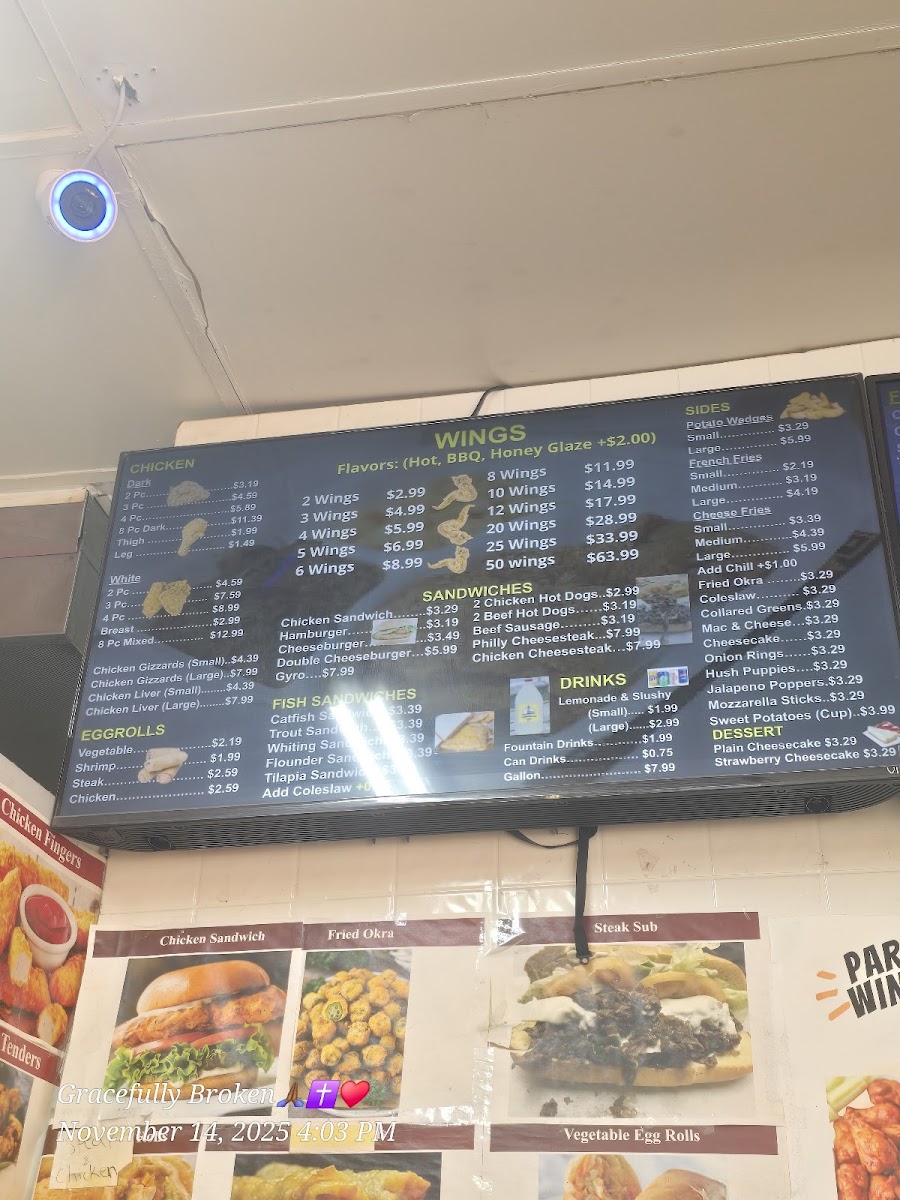 CHICKEN
Dark
2 Pc.....................$3.19
3 Pc.....................$4.59
4 Pc.....................$5.89
8 Pc Dark................$11.39
Thigh....................$1.99
Leg......................$1.49
White
2 Pc.....................$4.59
3 Pc.....................$7.59
4 Pc.....................$8.99
Breast...................$2.99
8 Pc Mixed...............$12.99
Chicken Gizzards (Small)..$4.39
Chicken Gizzards (Large)..$7.99
Chicken Liver (Small).......$4.39
Chicken Liver (Large).......$7.99
EGGROLLS
Vegetable.....................$2.19
Shrimp........................$1.99
Steak.........................$2.59
Chicken.......................$2.59
WINGS
Flavors: (Hot, BBQ, Honey Glaze +$2.00)
2 Wings $2.99
3 Wings $4.99
4 Wings $5.99
5 Wings $6.99
6 Wings $8.99
8 Wings $11.99
10 Wings $14.99
12 Wings $17.99
20 Wings $28.99
25 Wings $33.99
50 wings $63.99
SANDWICHES
Chicken Sandwich........$3.29
Hamburger...............$3.19
Cheeseburger............$3.49
Double Cheeseburger...$5.99
Gyro....$7.99
2 Chicken Hot Dogs..$2.99
2 Beef Hot Dogs.......$3.19
Beef Sausage..........$3.19
Philly Cheesesteak...$7.99
Chicken Cheesesteak...$7.99
FISH SANDWICHES
Catfish $3.39
Trout $3.39
Whiting
Flounder
Tilapia Sandwich
Add Coleslaw
DRINKS
Lemonade & Slushy
(Small)..... $1.99
(Large)......$2.99
Fountain Drinks............$1.99
Can Drinks.................$0.75
Gallon.....................$7.99
SIDES
Potato Wedges
Small............. $3.29
Large............. $5.99
French Fries
Small..............$2.19
Medium.............$3.19
Large..............$4.19
Cheese Fries
Small..............$3.39
Medium.............$4.39
Large..............$5.99
Add Chill +$1.00
Fried Okra .......$3.29
Coleslaw..........$3.29
Collared Greens.$3.29
Mac & Cheese...$3.29
Cheesecake......$3.29
Onion Rings......$3.29
Hush Puppies....$3.29
Jalapeno Poppers.$3.29
Mozzarella Sticks..$3.29
Sweet Potatoes (Cup)..$3.99
DESSERT
Plain Cheesecake $3.29
Strawberry Cheesecake $3.29
Chicken Fingers
Tenders
Chicken Sandwich
Fried Okra
Steak Sub
PAR
WIN
Vegetable Egg Rolls
Chicken
Gracefully Broken🙏🏾✝️♥️
November 14, 2025 4:03 PM